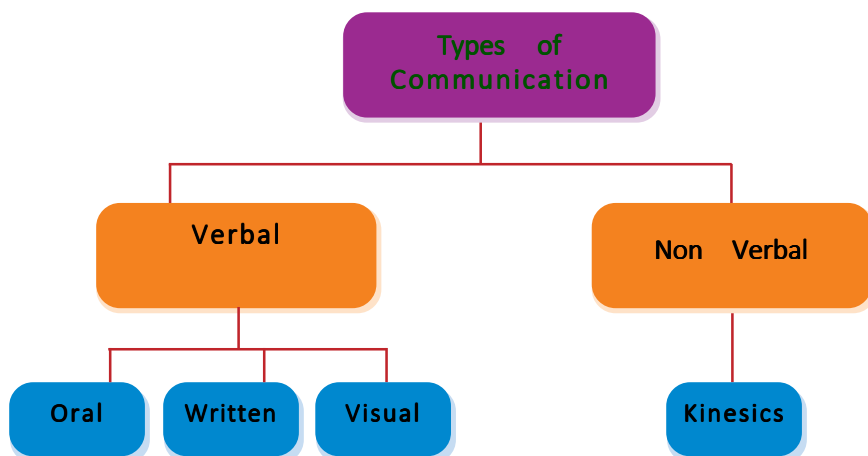 Types of
Communication
Verbal
Non Verbal
Oral
Written
Visual
Kinesics